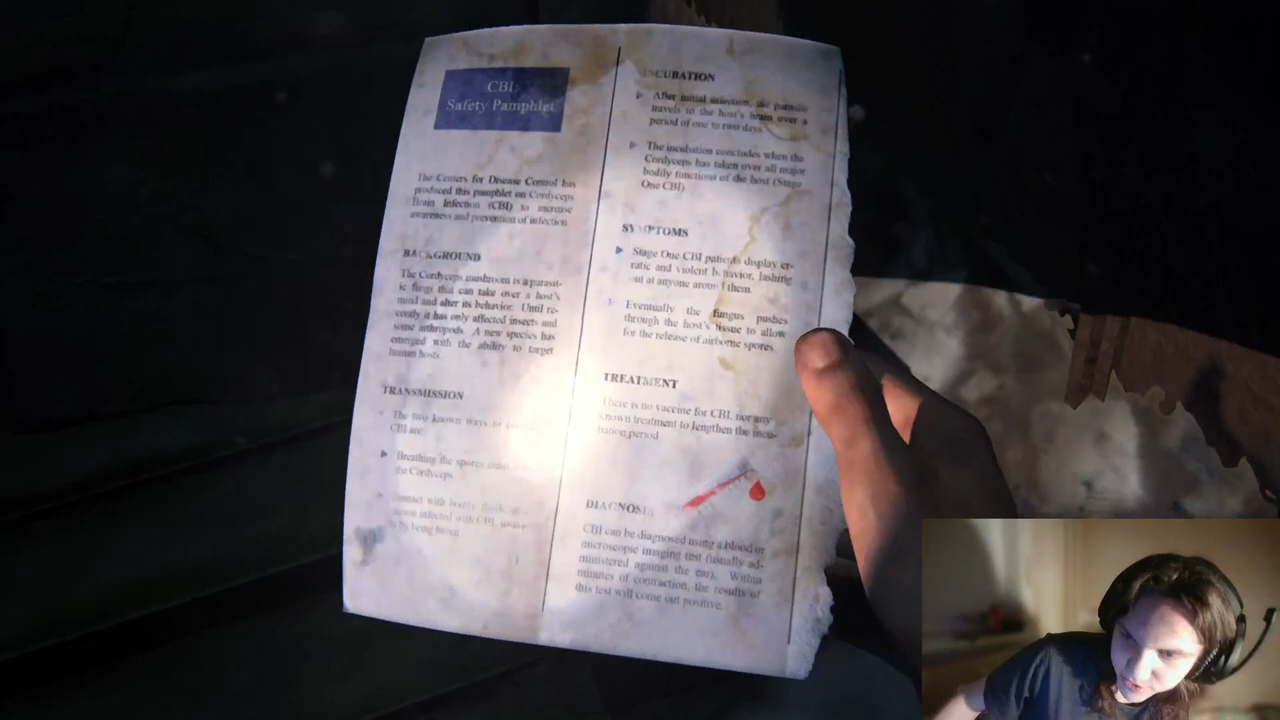 CBI:
Safety Pamphlet
The Centers for Disease Control has
produced this pamphlet on Cordyceps
Brain Infection (CBI) to increase
awareness and prevention of infection
BACKGROUND
The Cordyceps mushroom is a parasit-
ic fungi that can take over a host's
mind and alter its behavior. Until re-
cently it has only affected insects and
some arthropods. A new species has
emerged with the ability to target
human hosts.
TRANSMISSION
The two known ways to
CBI are:
Breathing the spores
the Cordyceps
Contact with bodily fluids
infected with CBI,
by being bitten
INCUBATION
After initial infection, the parasite
travels to the host's brain over a
period of one to two days.
The incubation concludes when the
Cordyceps has taken over all major
bodily functions of the host (Stage
One CBI)
SYMPTOMS
Stage One CBI patients display er-
ratic and violent behavior, lashing
out at anyone around them.
Eventually the fungus pushes
through the host's tissue to allow
for the release of airborne spores.
TREATMENT
There is no vaccine for CBI, nor any
known treatment to lengthen the incu-
bation period
DIAGNOSIS
CBI can be diagnosed using a blood or
microscopic imaging test (usually ad-
ministered against the ear). Within
minutes of contraction, the results of
this test will come out positive.